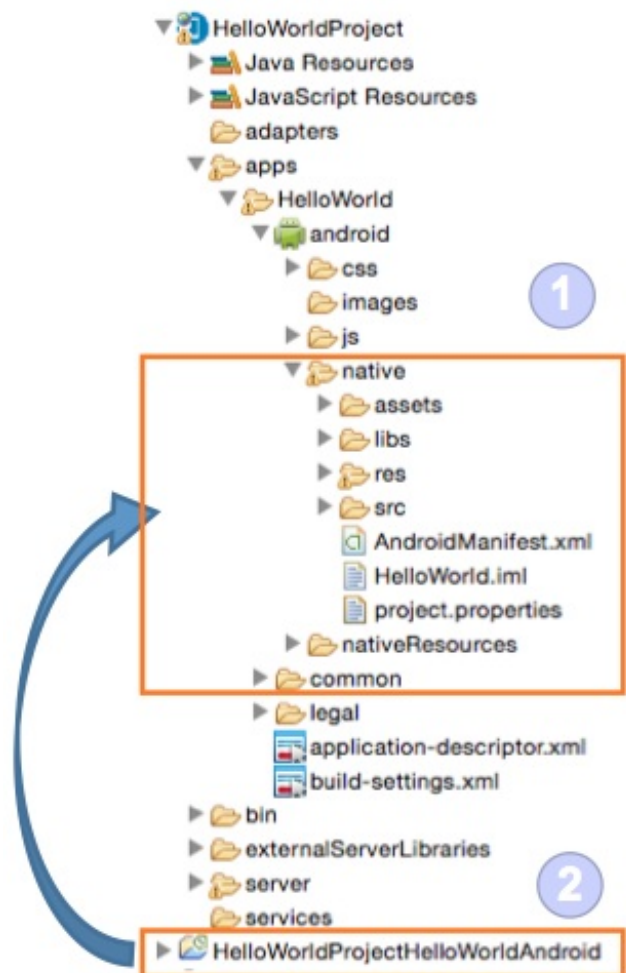 HelloWorldProject
Java Resources
JavaScript Resources
adapters
apps
HelloWorld
android
css
images
1
js
native
assets
libs
res
src
AndroidManifest.xml
HelloWorld.iml
project.properties
nativeResources
common
legal
application-descriptor.xml
build-settings.xml
bin
externalServerLibraries
server
2
services
HelloWorldProjectHelloWorldAndroid